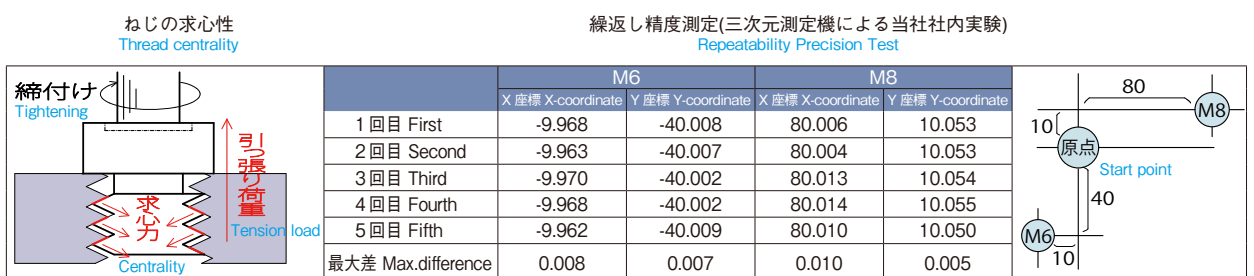 ねじの求心性
Thread centrality
繰返し精度測定(三次元測定機による当社社内実験)
Repeatability Precision Test
締付け
Tightening
引っ張り荷重
Tension load
求心力
Centrality
M6 M8
X 座標 X-coordinate Y 座標 Y-coordinate X 座標 X-coordinate Y 座標 Y-coordinate
1回目 First -9.968 -40.008 80.006 10.053
2回目 Second -9.963 -40.007 80.004 10.053
3回目 Third -9.970 -40.002 80.013 10.054
4回目 Fourth -9.968 -40.002 80.014 10.055
5回目 Fifth -9.962 -40.009 80.010 10.050
最大差 Max.difference 0.008 0.007 0.010 0.005
80
M8
10
原点
Start point
40
M6
10